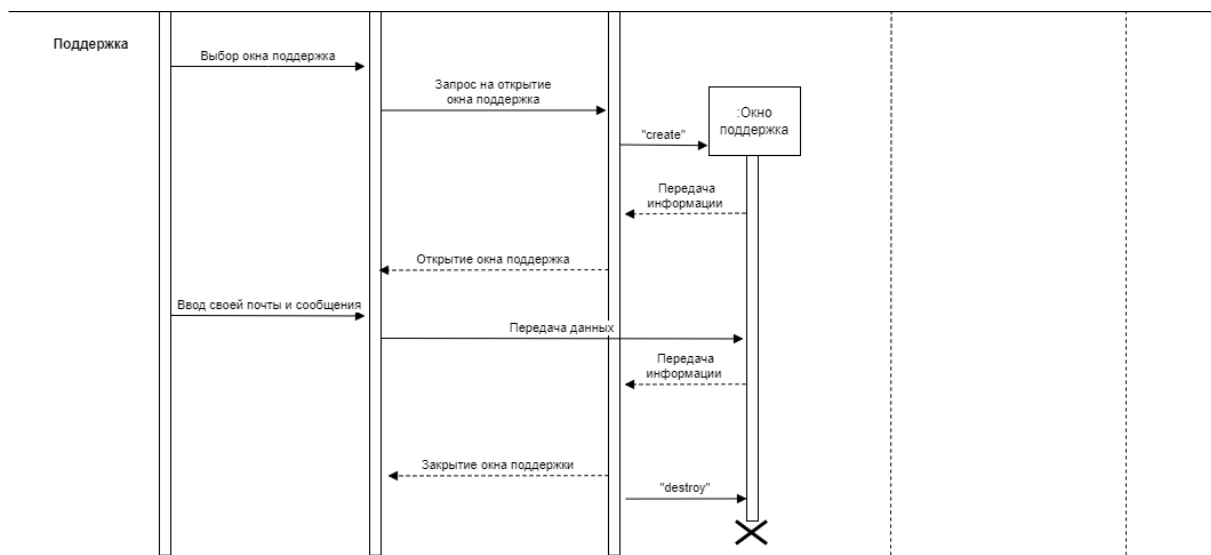 Поддержка
Выбор окна поддержка
Запрос на открытие
окна поддержка
:Окно
поддержка
"create"
Передача
информации
Открытие окна поддержка
Ввод своей почты и сообщения
Передача данных
Передача
информации
Закрытие окна поддержки
"destroy"